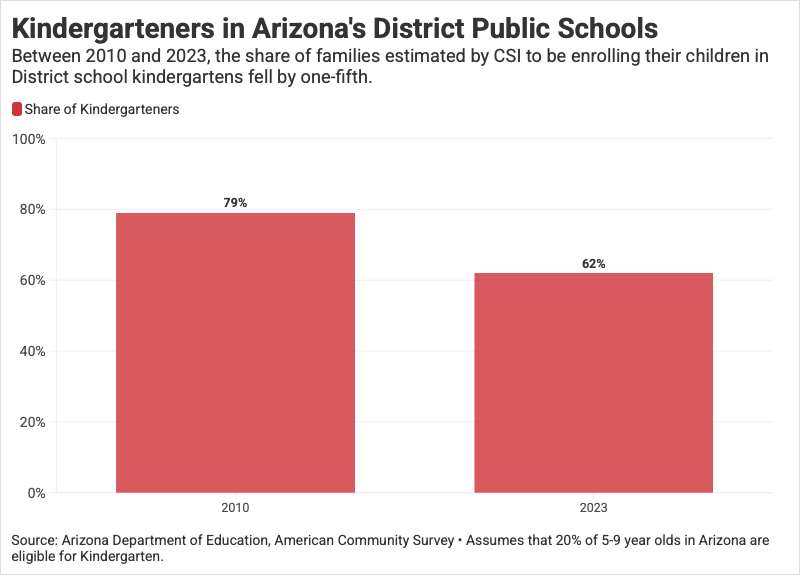 Kindergarteners in Arizona's District Public Schools
Between 2010 and 2023, the share of families estimated by CSI to be enrolling their children in
District school kindergartens fell by one-fifth.
Share of Kindergarteners
100%
80%
60%
40%
20%
0%
79%
62%
2010
2023
Source: Arizona Department of Education, American Community Survey • Assumes that 20% of 5-9 year olds in Arizona are
eligible for Kindergarten.